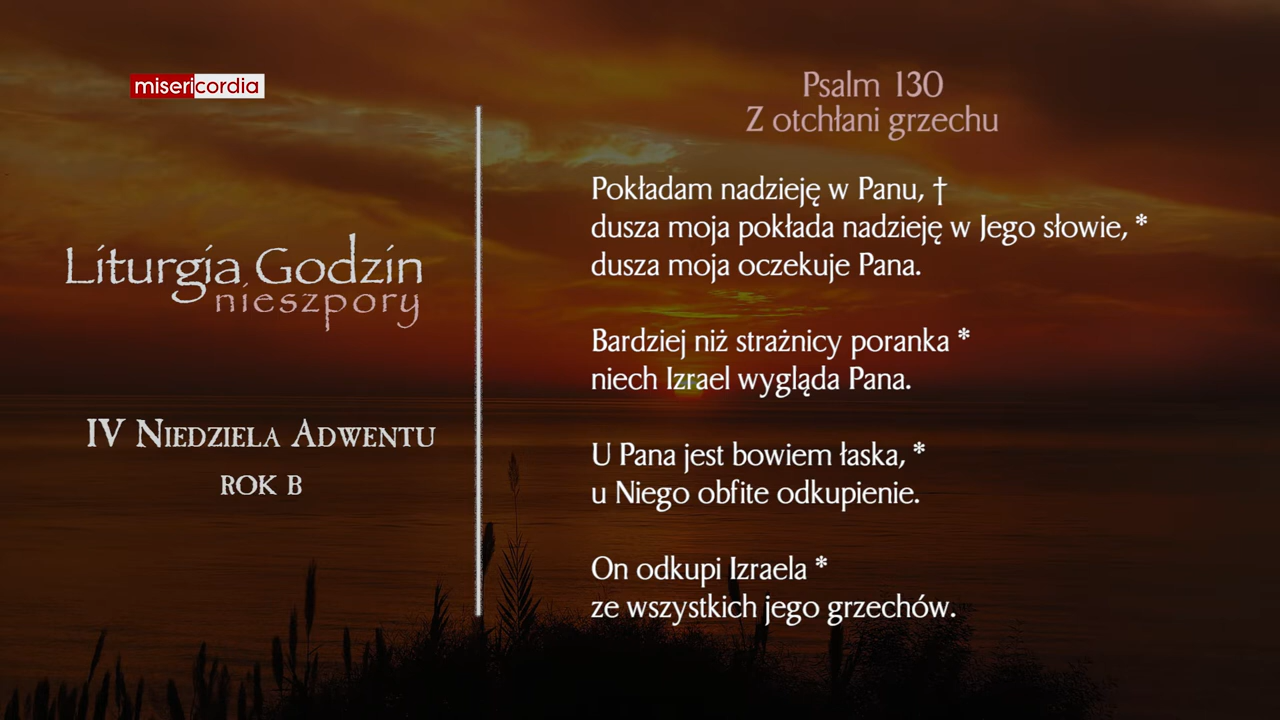 misericordia
Liturgia Godzin
nieszpory
IV Niedziela Adwentu
ROK B
Psalm 130
Z otchłani grzechu
Pokładam nadzieję w Panu, †
dusza moja pokłada nadzieję w Jego słowie, *
dusza moja oczekuje Pana.
Bardziej niż strażnicy poranka *
niech Izrael wygląda Pana.
U Pana jest bowiem łaska, *
u Niego obfite odkupienie.
On odkupi Izraela *
ze wszystkich jego grzechów.